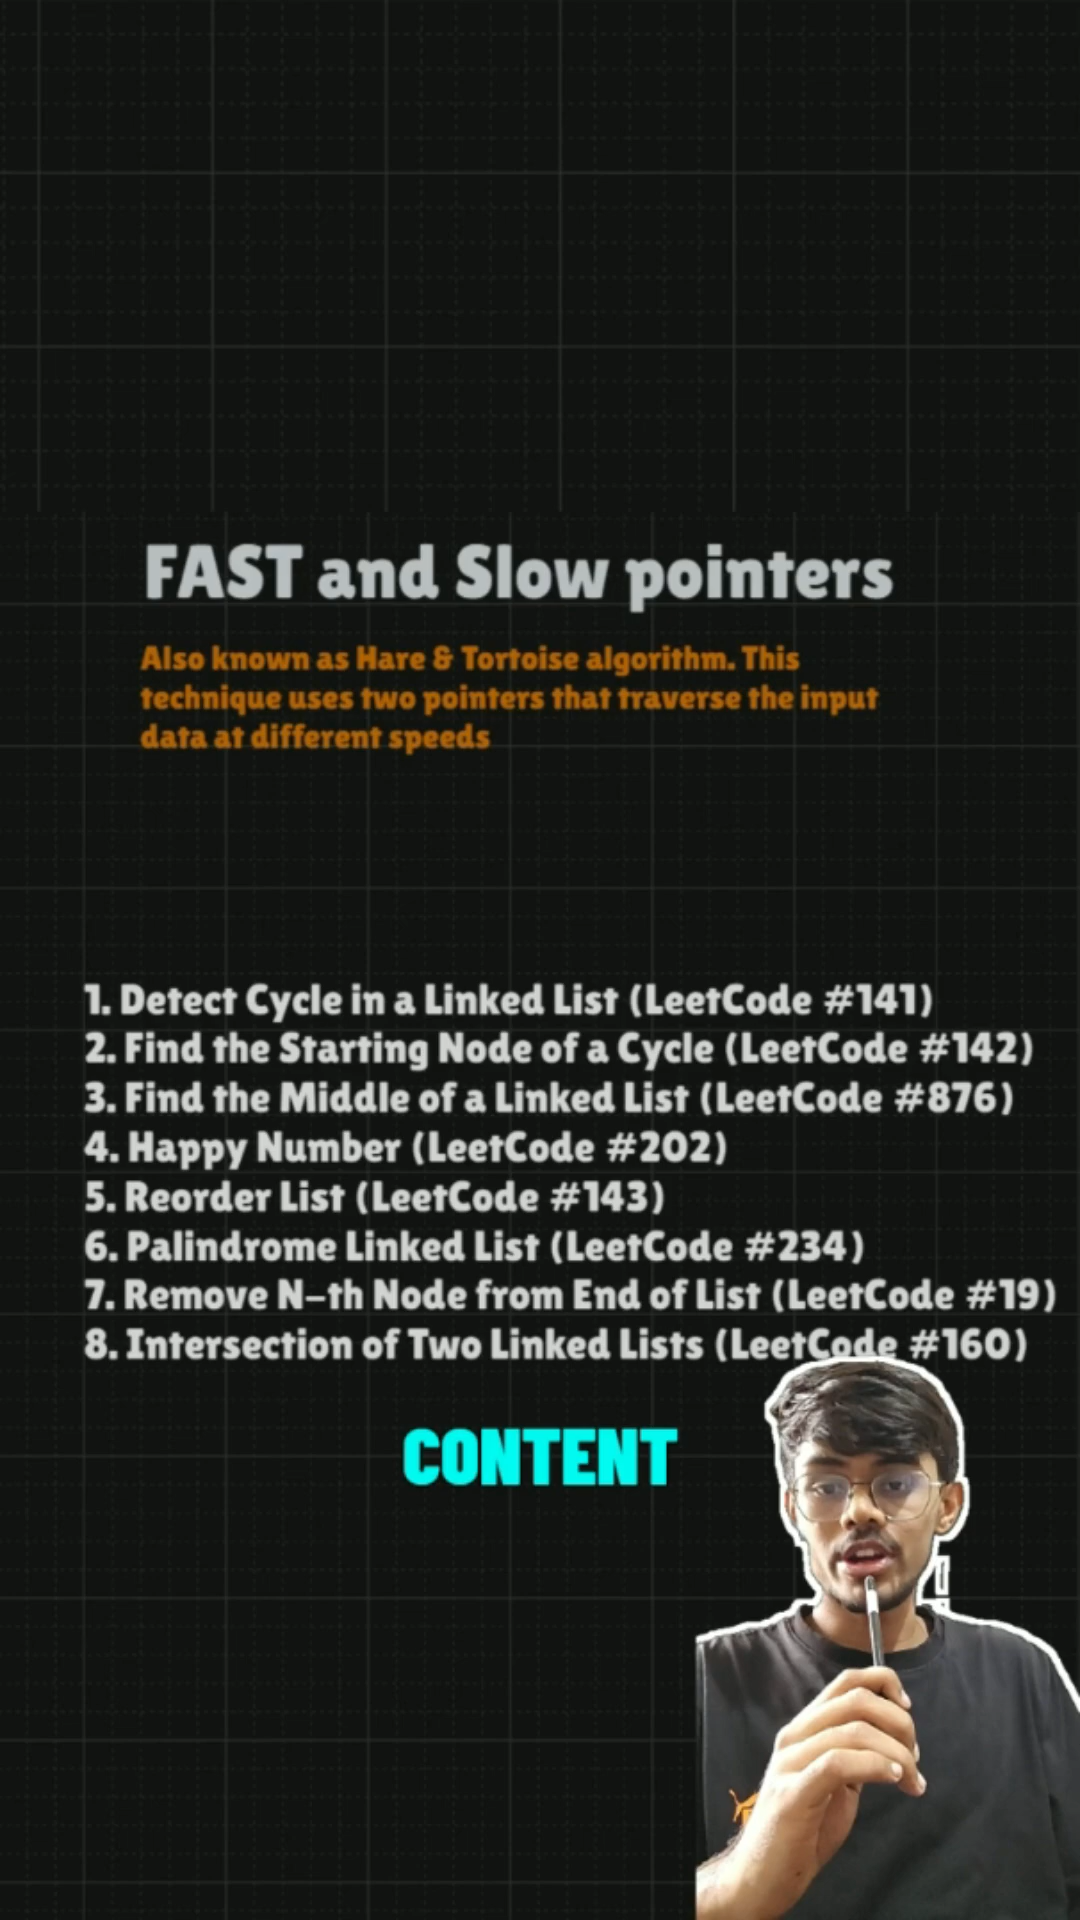 FAST and Slow pointers
Also known as Hare & Tortoise algorithm. This
technique uses two pointers that traverse the input
data at different speeds
1. Detect Cycle in a Linked List (LeetCode #141)
2. Find the Starting Node of a Cycle (LeetCode #142)
3. Find the Middle of a Linked List (LeetCode #876)
4. Happy Number (LeetCode #202)
5. Reorder List (LeetCode #143)
6. Palindrome Linked List (LeetCode #234)
7. Remove N-th Node from End of List (LeetCode #19)
8. Intersection of Two Linked Lists (LeetCode #160)
CONTENT